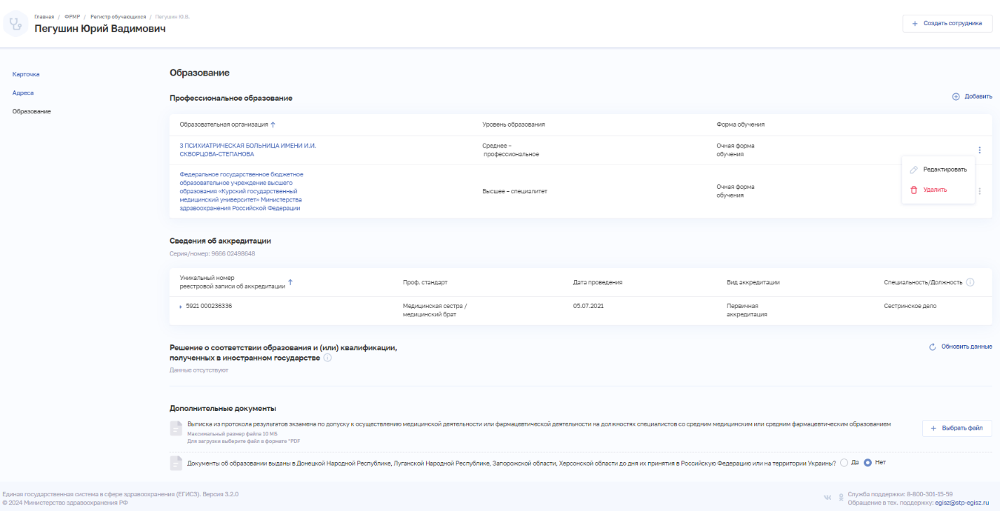 Главная / ФРМР / Регистр обучающихся / Пегушин Ю.В.
Пегушин Юрий Вадимович
+ Создать сотрудника
Карточка
Адреса
Образование
Образование
Профессиональное образование
Добавить
Образовательная организация ↑
Уровень образования
Форма обучения
3 ПСИХИАТРИЧЕСКАЯ БОЛЬНИЦА ИМЕНИ И.И.
СКВОРЦОВА-СТЕПАНОВА
Среднее –
профессиональное
Очная форма
обучения
Редактировать
Удалить
Федеральное государственное бюджетное
образовательное учреждение высшего
образования «Курский государственный
медицинский университет» Министерства
здравоохранения Российской Федерации
Высшее – специалитет
Очная форма
обучения
Сведения об аккредитации
Серия/номер: 9666 02498648
Уникальный номер
реестровой записи об аккредитации ↑
Проф. стандарт
Дата проведения
Вид аккредитации
Специальность/Должность
5921 000236336
Медицинская сестра /
медицинский брат
05.07.2021
Первичная
аккредитация
Сестринское дело
Решение о соответствии образования и (или) квалификации,
полученных в иностранном государстве
Обновить данные
Данные отсутствуют
Дополнительные документы
Выписка из протокола результатов экзамена по допуску к осуществлению медицинской деятельности или фармацевтической деятельности на должностях специалистов со средним медицинским или средним фармацевтическим образованием
Максимальный размер файла 10 МБ
Для загрузки выберите файл в формате *PDF
+ Выбрать файл
Документы об образовании выданы в Донецкой Народной Республике, Луганской Народной Республике, Запорожской области, Херсонской области до дня их принятия в Российскую Федерацию или на территории Украины? Да Нет
Единая государственная система в сфере здравоохранения (ЕГИСЗ). Версия 3.2.0
© 2024 Министерство здравоохранения РФ
Служба поддержки: 8-800-301-15-59
Обращение в тех. поддержку: egisz@stp-egisz.ru